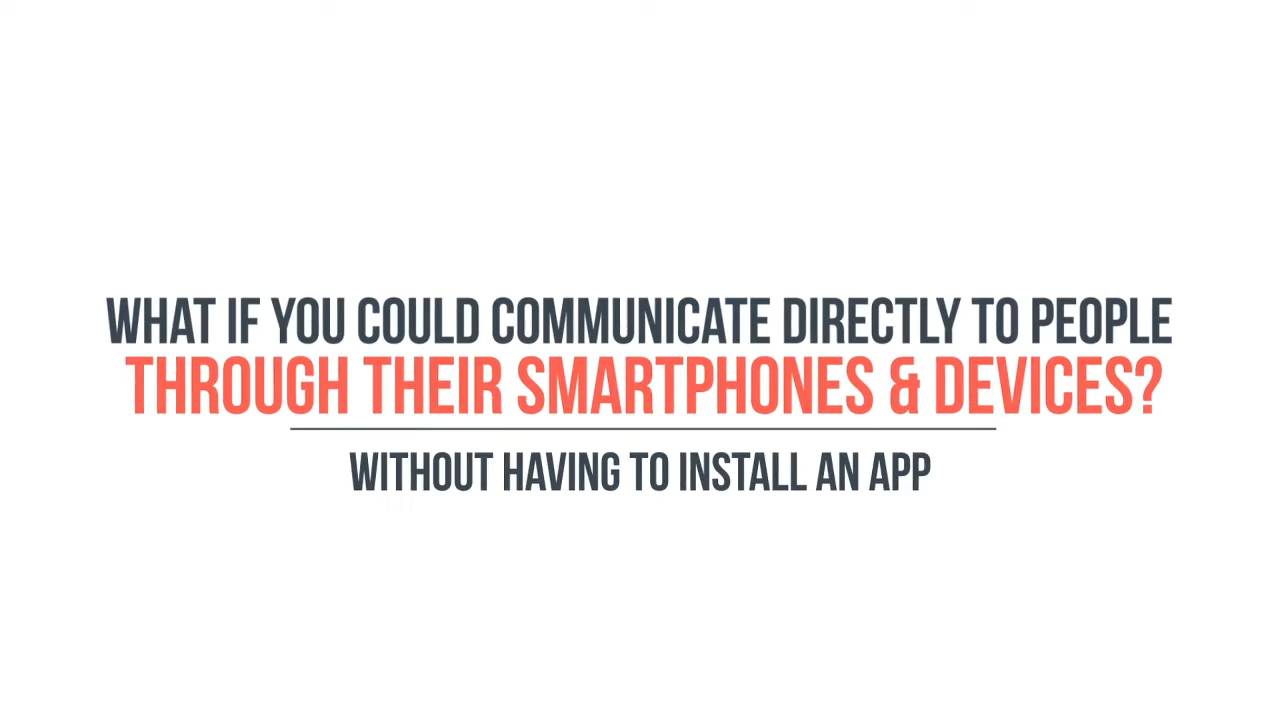 WHAT IF YOU COULD COMMUNICATE DIRECTLY TO PEOPLE
THROUGH THEIR SMARTPHONES & DEVICES?
WITHOUT HAVING TO INSTALL AN APP